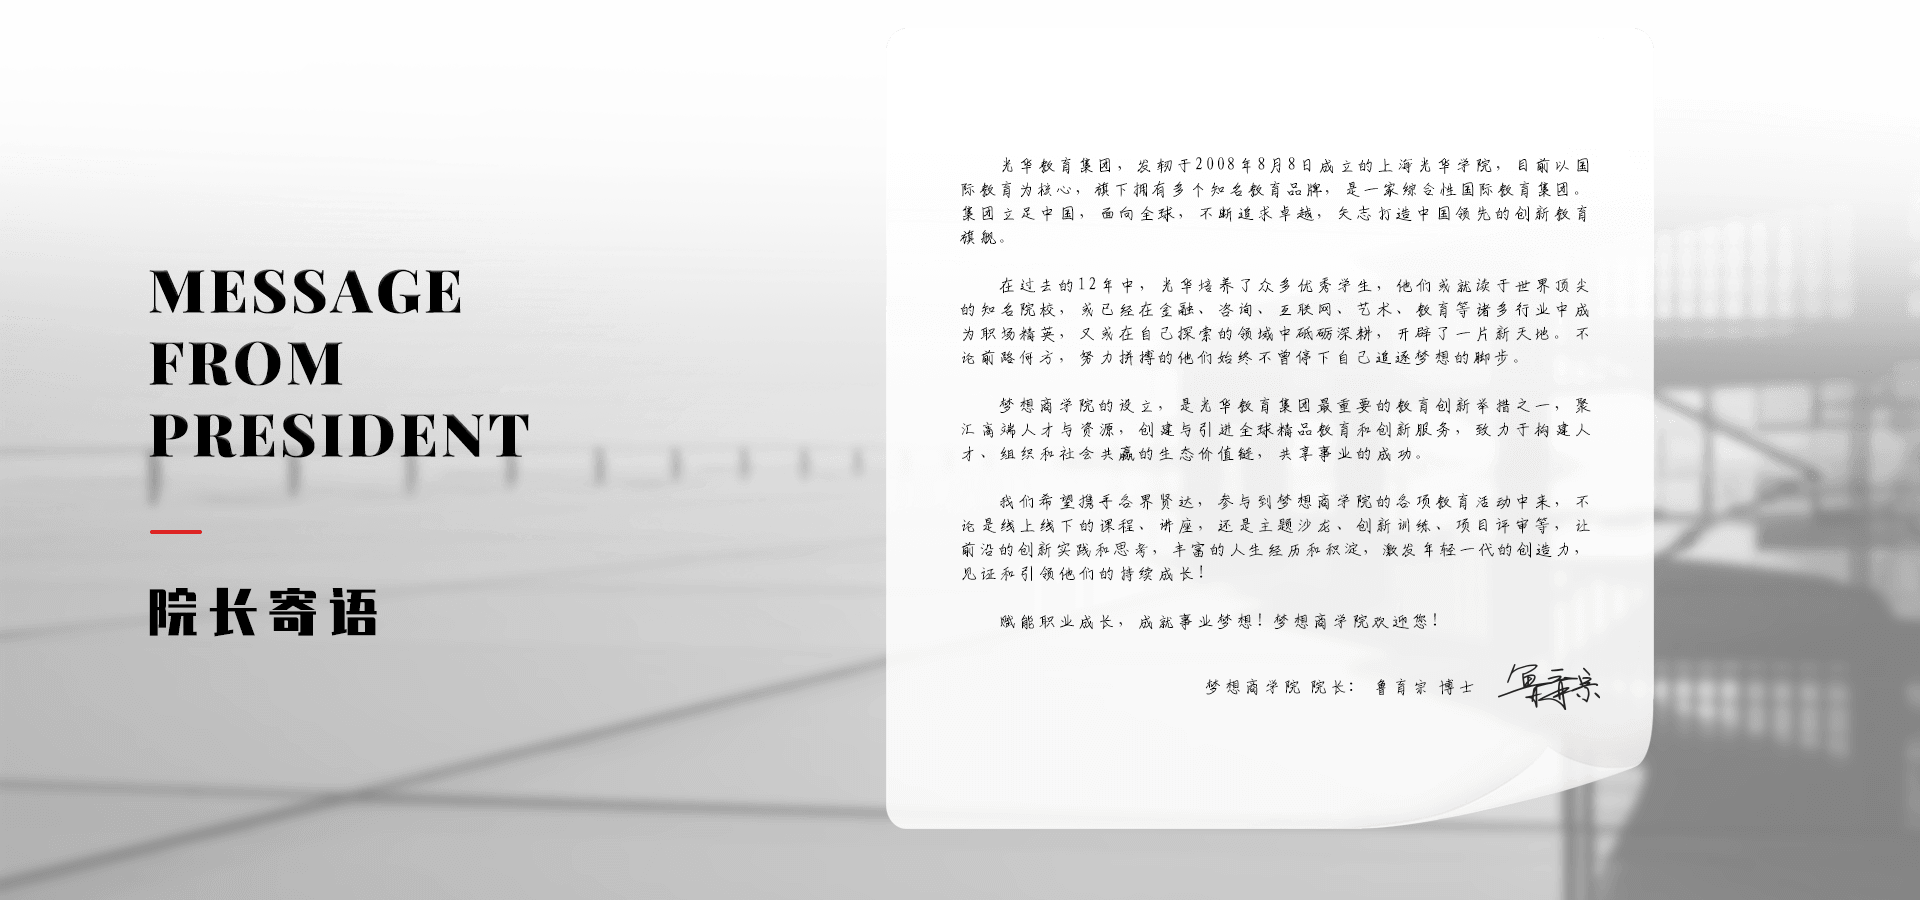 MESSAGE
FROM
PRESIDENT
院长寄语
光华教育集团，发轫于2008年8月8日成立的上海光华学院，目前以国
际教育为核心，旗下拥有多个知名教育品牌，是一家综合性国际教育集团。
集团立足中国，面向全球，不断追求卓越，矢志打造中国领先的创新教育
旗舰。
在过去的12年中，光华培养了众多优秀学生，他们或就读于世界顶尖
的知名院校，或已经在金融、咨询、互联网、艺术、教育等诸多行业中成
为职场精英，又或在自己探索的领域中砥砺深耕，开辟了一片新天地。不
论前路何方，努力拼搏的他们始终不曾停下自己追逐梦想的脚步。
梦想商学院的设立，是光华教育集团最重要的教育创新举措之一，聚
汇高端人才与资源，创建与引进全球精品教育和创新服务，致力于构建人
才、组织和社会共赢的生态价值链，共享事业的成功。
我们希望携手各界贤达，参与到梦想商学院的各项教育活动中来，不
论是线上线下的课程、讲座，还是主题沙龙、创新训练、项目评审等，让
前沿的创新实践和思考，丰富的人生经历和积淀，激发年轻一代的创造力，
见证和引领他们的持续成长！
赋能职业成长，成就事业梦想！梦想商学院欢迎您！
梦想商学院 院长： 鲁育宗 博士 鲁育宗